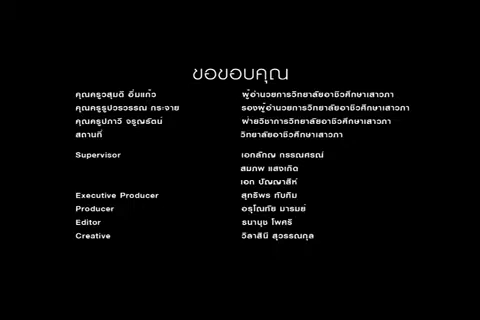 ขอขอบคุณ
คุณครูวสุมดี อิ่มแก้ว ผู้อำนวยการวิทยาลัยอาชีวศึกษาเสาวภา
คุณครูรูปวรวรรณ กระจาย รองผู้อำนวยการวิทยาลัยอาชีวศึกษาเสาวภา
คุณครูปภาวิ จรูญรัตน์ ฝ่ายวิชาการวิทยาลัยอาชีวศึกษาเสาวภา
สถานที่ วิทยาลัยอาชีวศึกษาเสาวภา
Supervisor เอกลักญ กรรณศรณ์
สมภพ แสงเกิด
เอก ปัญญาสีห์
Executive Producer สุทธิพร ทับทิม
Producer อรุโณทัย มารมย์
Editor ธนานุช โพศรี
Creative วิลาสินี สุวรรณกุล